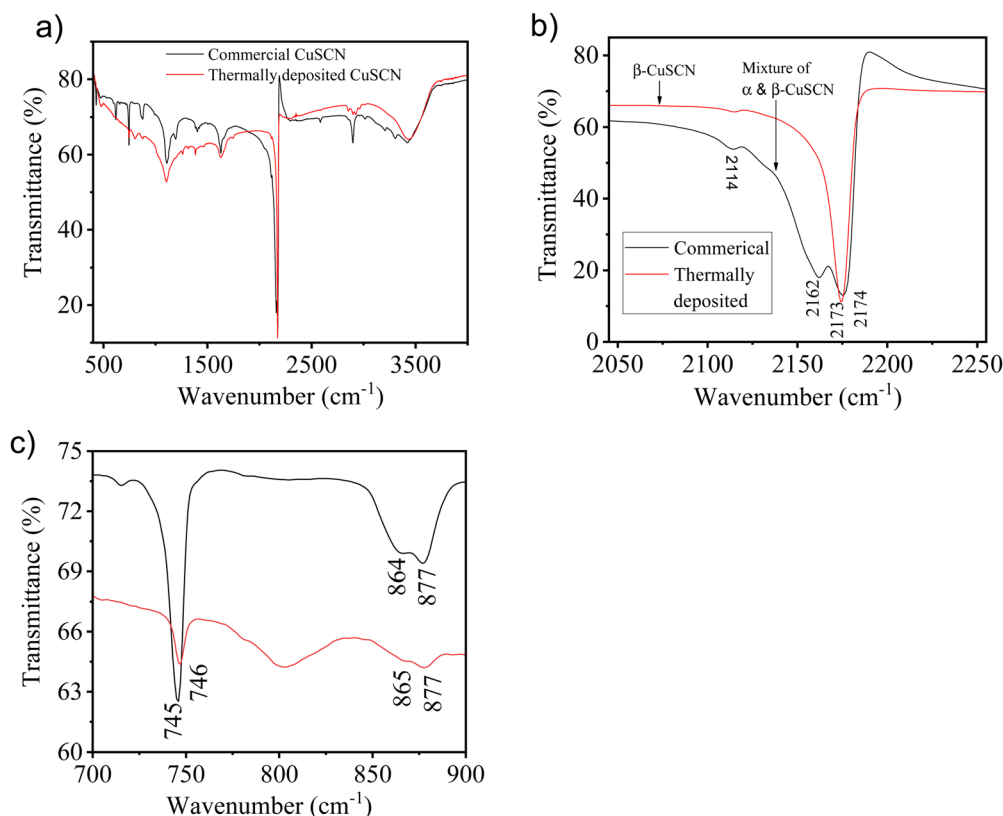 a)
Commercial CuSCN
Thermally deposited CuSCN
80
60
40
20
Transmittance (%)
500
1500
2500
3500
Wavenumber (cm⁻¹)
b)
β-CuSCN
Mixture of
α & β-CuSCN
80
60
40
20
0
Transmittance (%)
2114
2162
2173
2174
Commerical
Thermally
deposited
2050
2100
2150
2200
2250
Wavenumber (cm⁻¹)
c)
75
72
69
66
63
60
Transmittance (%)
864
877
745
746
865
877
700
750
800
850
900
Wavenumber (cm⁻¹)